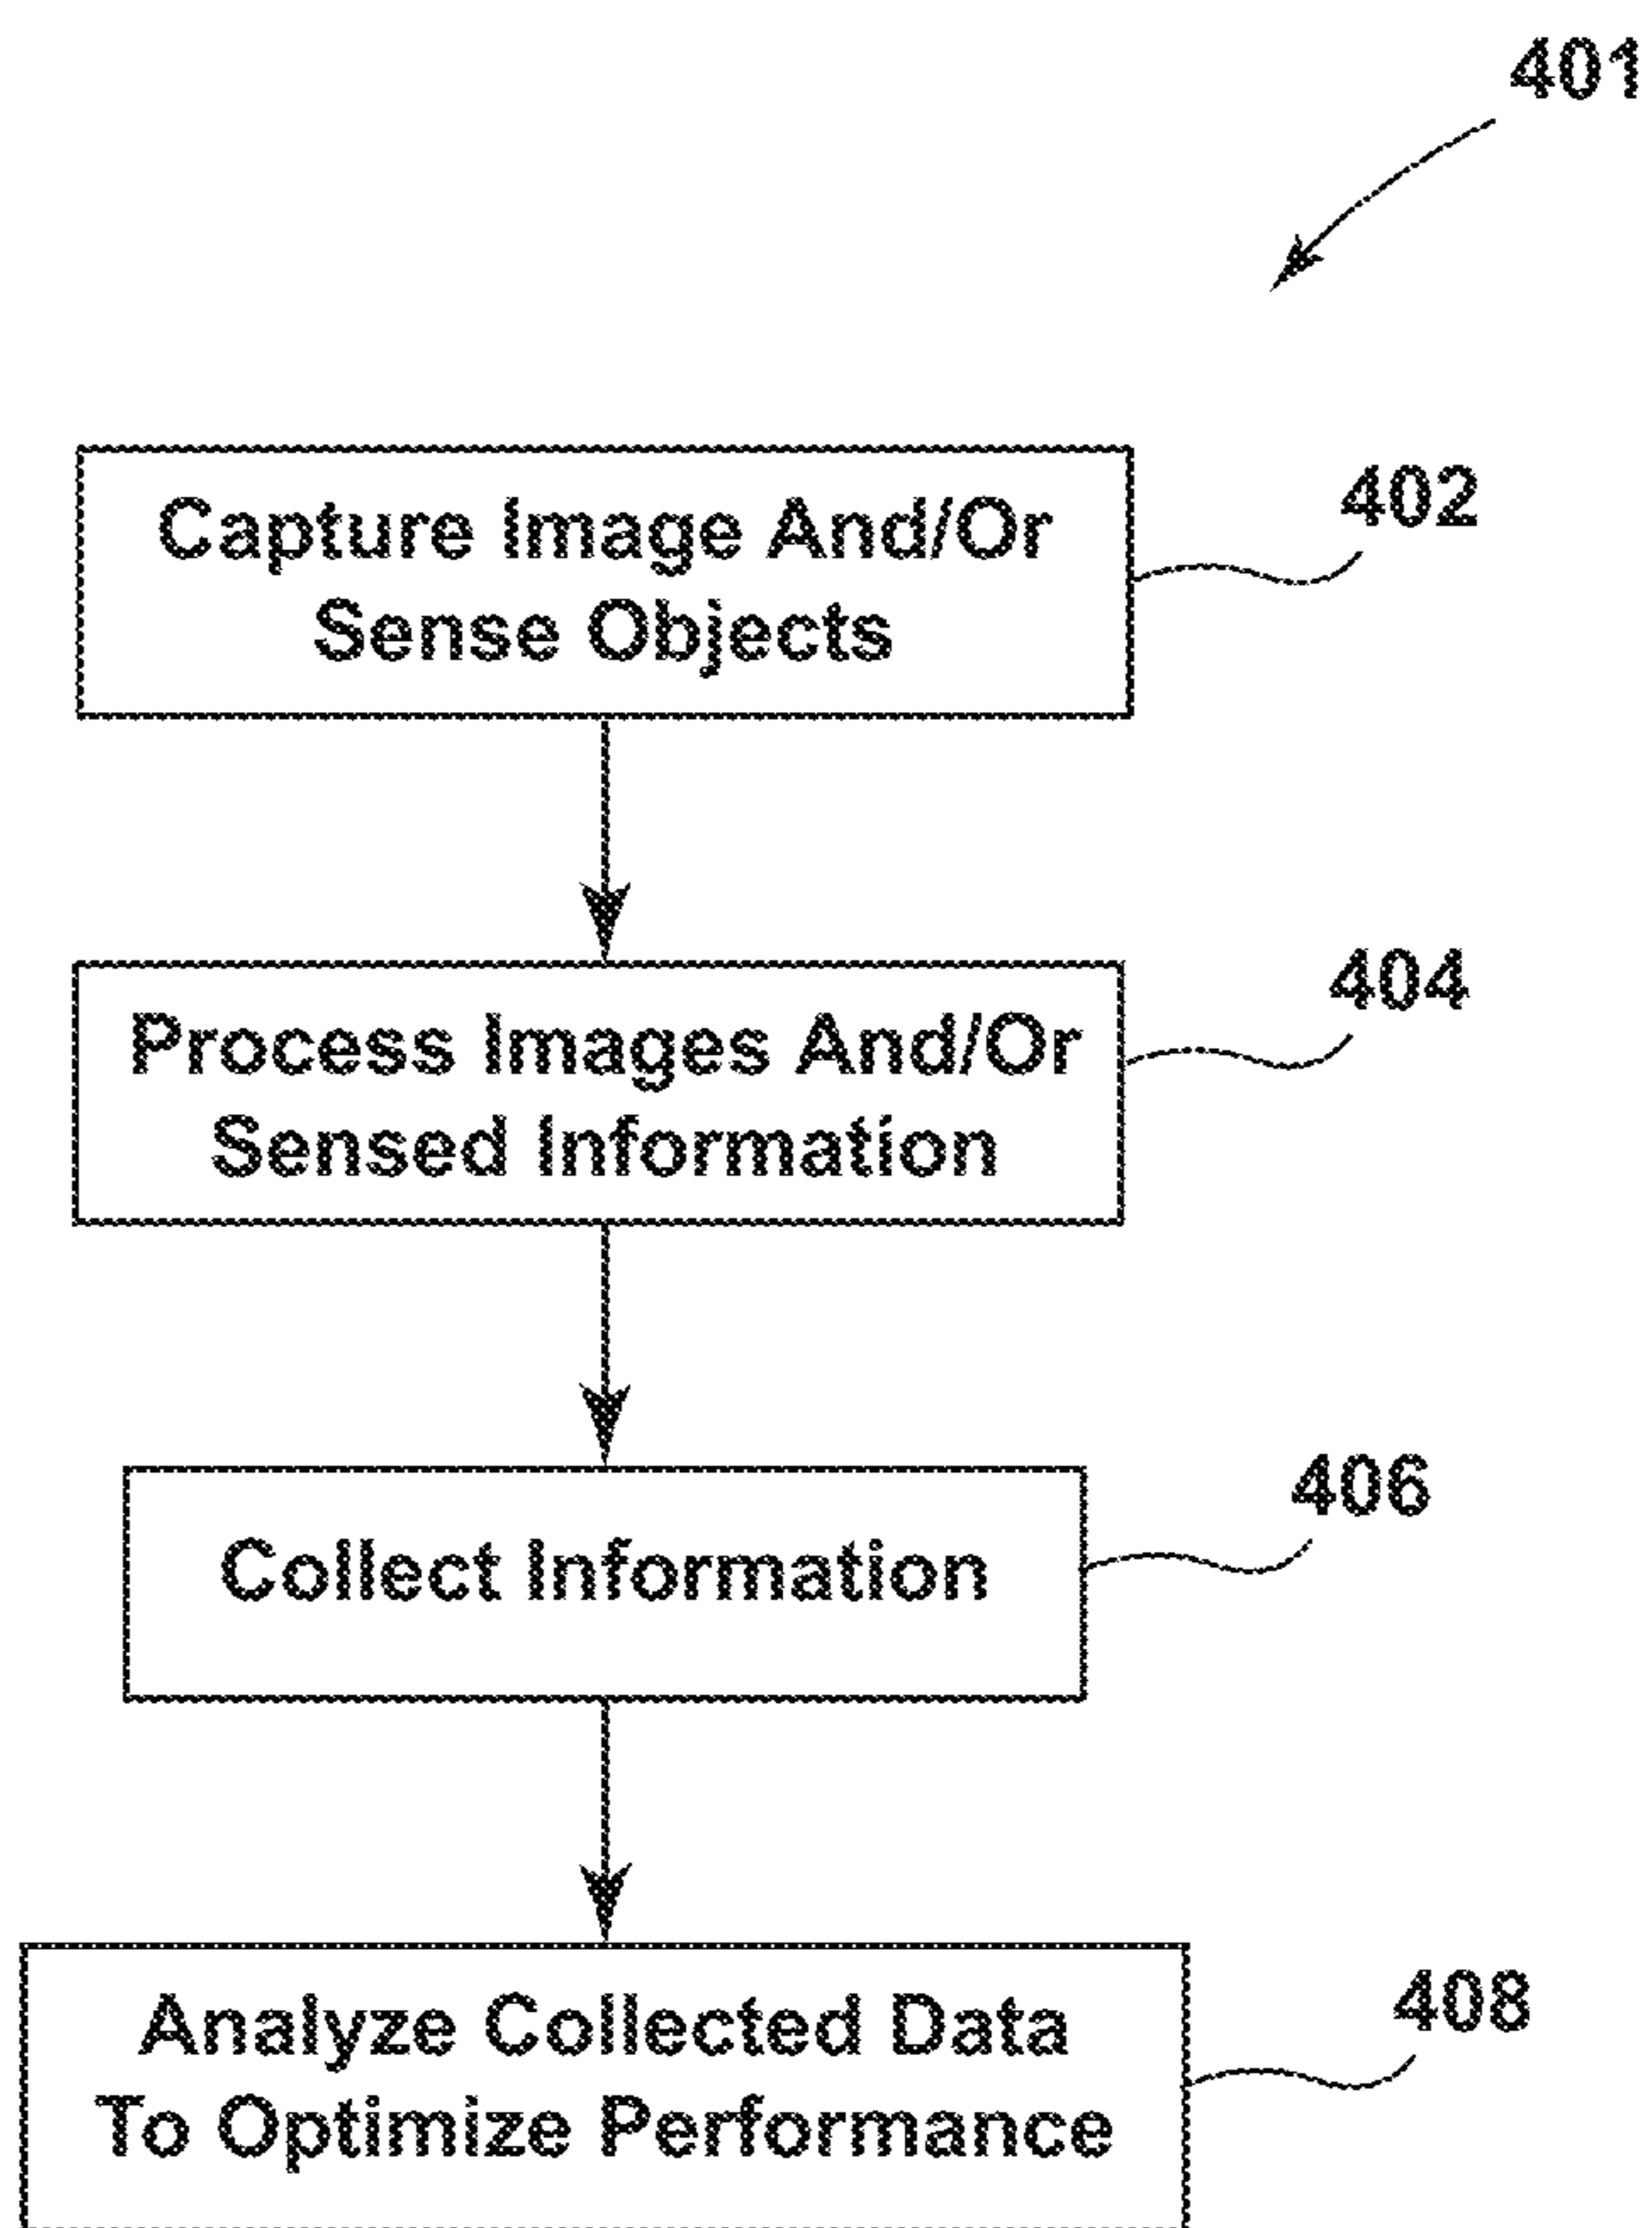 401
Capture Image And/Or
Sense Objects
402
Process Images And/Or
Sensed Information
404
Collect Information
406
Analyze Collected Data
To Optimize Performance
408